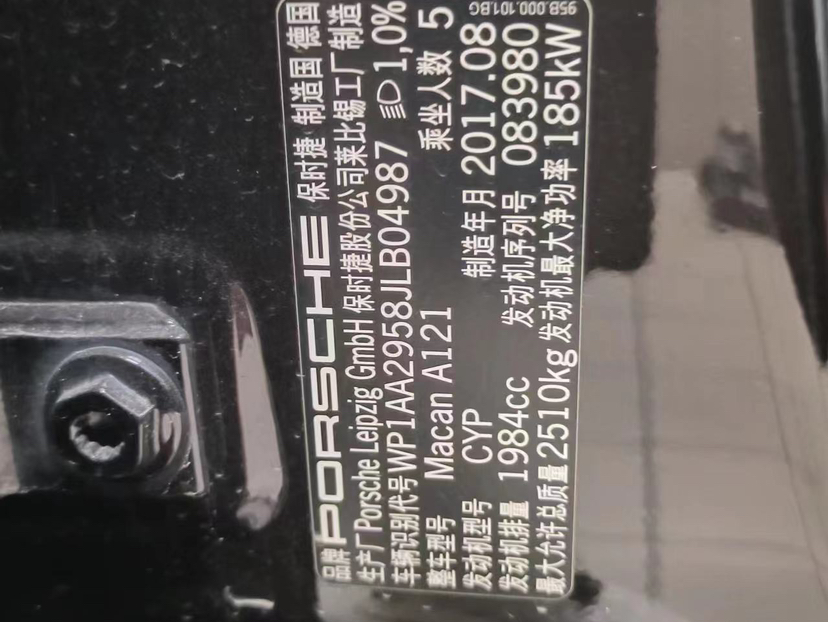 品牌 PORSCHE 保时捷 制造国 德国
生产厂 Porsche Leipzig GmbH 保时捷股份公司莱比锡工厂制造
车辆识别代号 WP1AA2958JLB04987 1,0%
整车型号 Macan A121 乘坐人数 5
发动机型号 CYP 制造年月 2017.08
发动机排量 1984cc 发动机序列号 083980
最大允许总质量 2510kg 发动机最大净功率 185kW
95B.000.101.BG